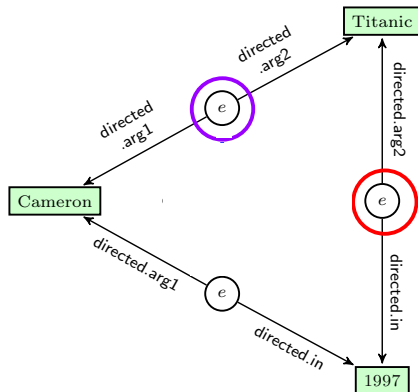 Titanic
directed
.arg2
e
directed
.arg1
directed.arg2
Cameron
e
directed.arg1
e
directed.in
directed.in
1997